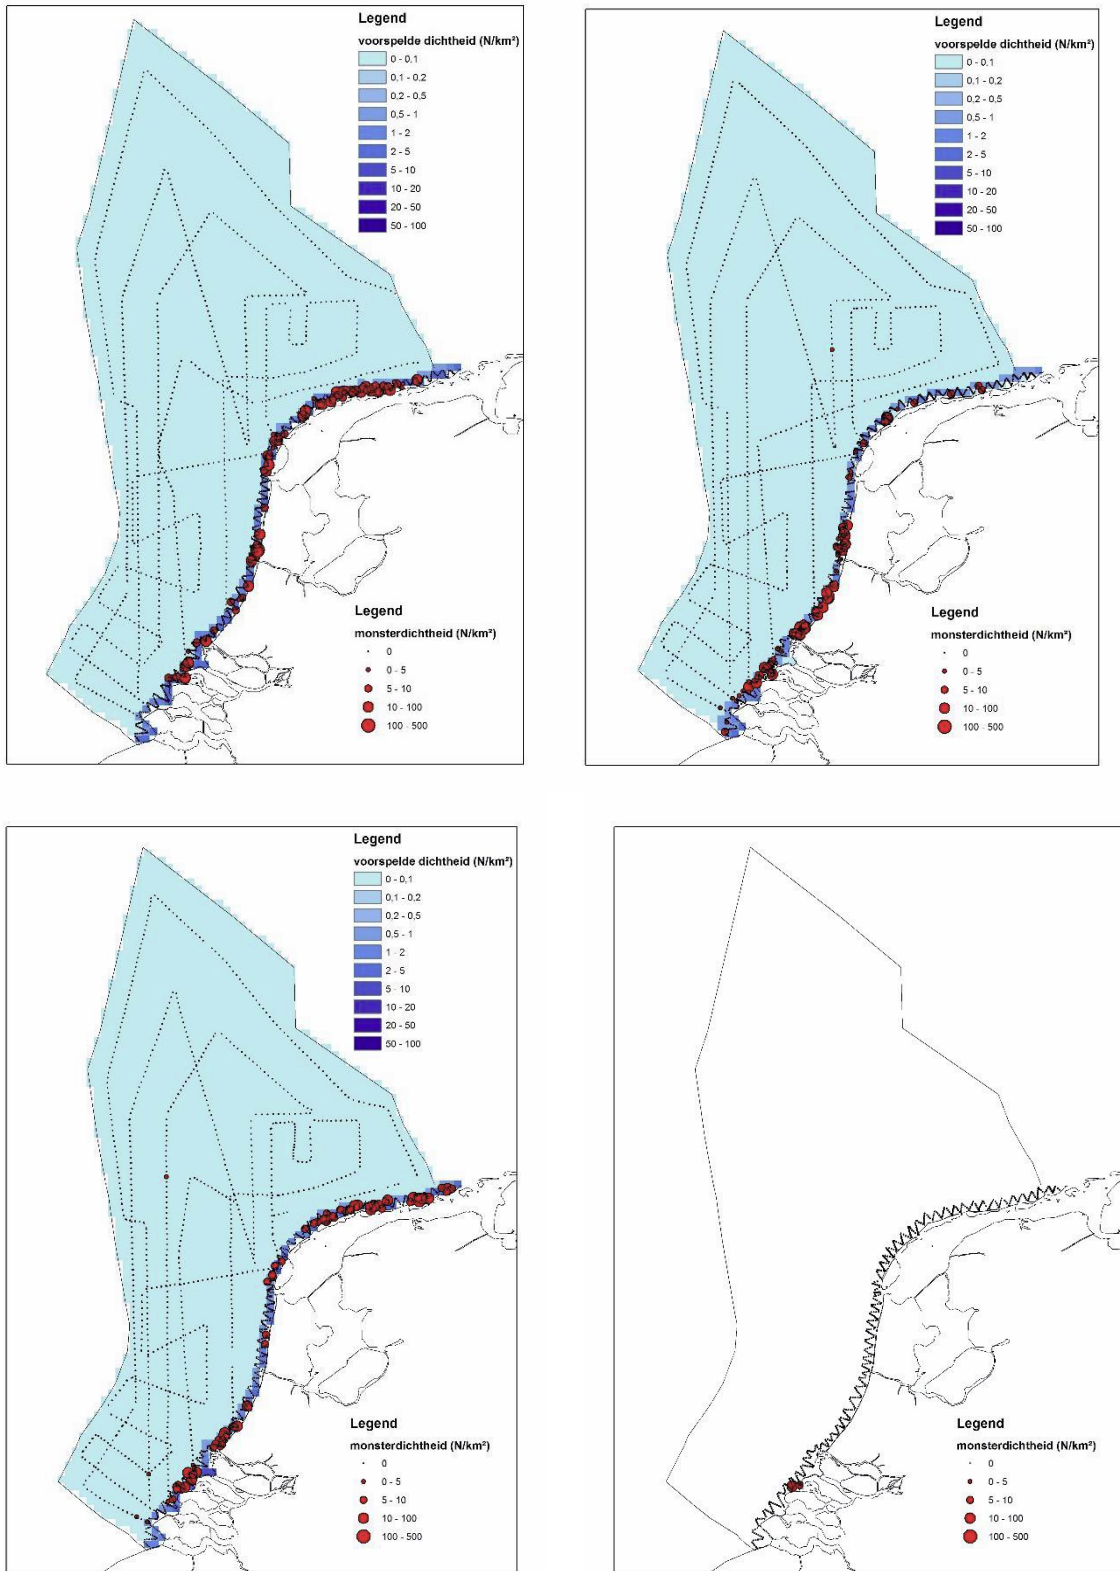 Legend
voorspelde dichtheid (N/km²)
0 - 0,1
0,1 - 0,2
0,2 - 0,5
0,5 - 1
1 - 2
2 - 5
5 - 10
10 - 20
20 - 50
50 - 100
Legend
monsterdichtheid (N/km²)
0
0 - 5
5 - 10
10 - 100
100 - 500
Legend
voorspelde dichtheid (N/km²)
0 - 0,1
0,1 - 0,2
0,2 - 0,5
0,5 - 1
1 - 2
2 - 5
5 - 10
10 - 20
20 - 50
50 - 100
Legend
monsterdichtheid (N/km²)
0
0 - 5
5 - 10
10 - 100
100 - 500
Legend
voorspelde dichtheid (N/km²)
0 - 0,1
0,1 - 0,2
0,2 - 0,5
0,5 - 1
1 - 2
2 - 5
5 - 10
10 - 20
20 - 50
50 - 100
Legend
monsterdichtheid (N/km²)
0
0 - 5
5 - 10
10 - 100
100 - 500
Legend
monsterdichtheid (N/km²)
0
0 - 5
5 - 10
10 - 100
100 - 500